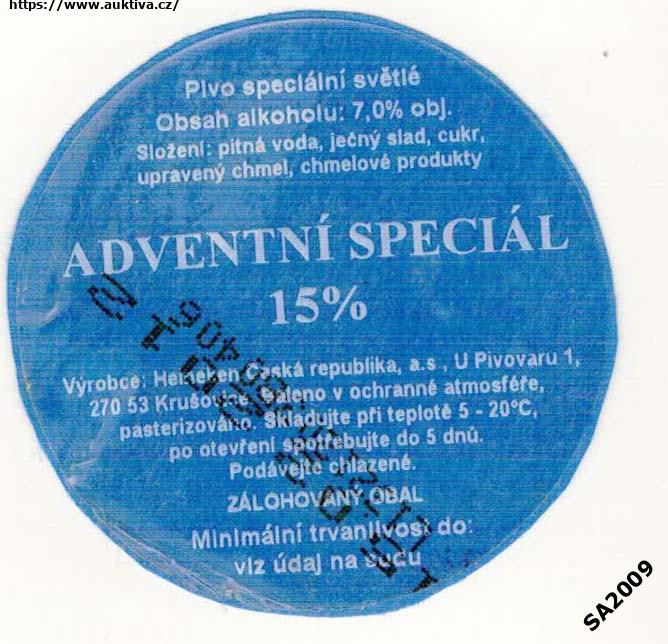 https://www.auktiva.cz/
Pivo speciální světlé
Obsah alkoholu: 7,0% obj.
Složení: pitná voda, ječný slad, cukr,
upravený chmel, chmelové produkty
ADVENTNÍ SPECIÁL
15%
Výrobce: Heineken Česká republika, a.s , U Pivovaru 1,
270 53 Krušovice. Baleno v ochranné atmosféře,
pasterizováno. Skladujte při teplotě 5 - 20°C,
po otevření spotřebujte do 5 dnů.
Podávejte chlazené.
ZÁLOHOVANÝ OBAL
Minimální trvanlivost do:
viz údaj na sudu
SA2009